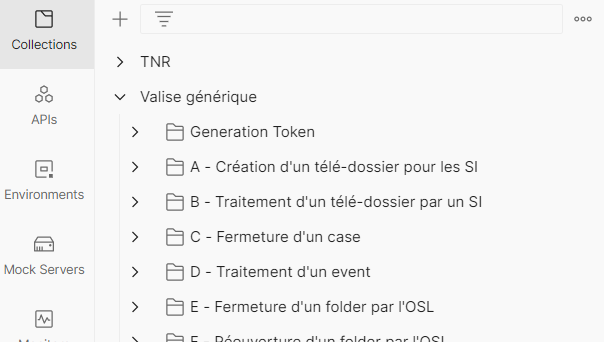 Collections
APIs
Environments
Mock Servers
TNR
Valise générique
Generation Token
A - Création d'un télé-dossier pour les SI
B - Traitement d'un télé-dossier par un SI
C - Fermeture d'un case
D - Traitement d'un event
E - Fermeture d'un folder par l'OSL
Réouverture d'un folder par l'OSL